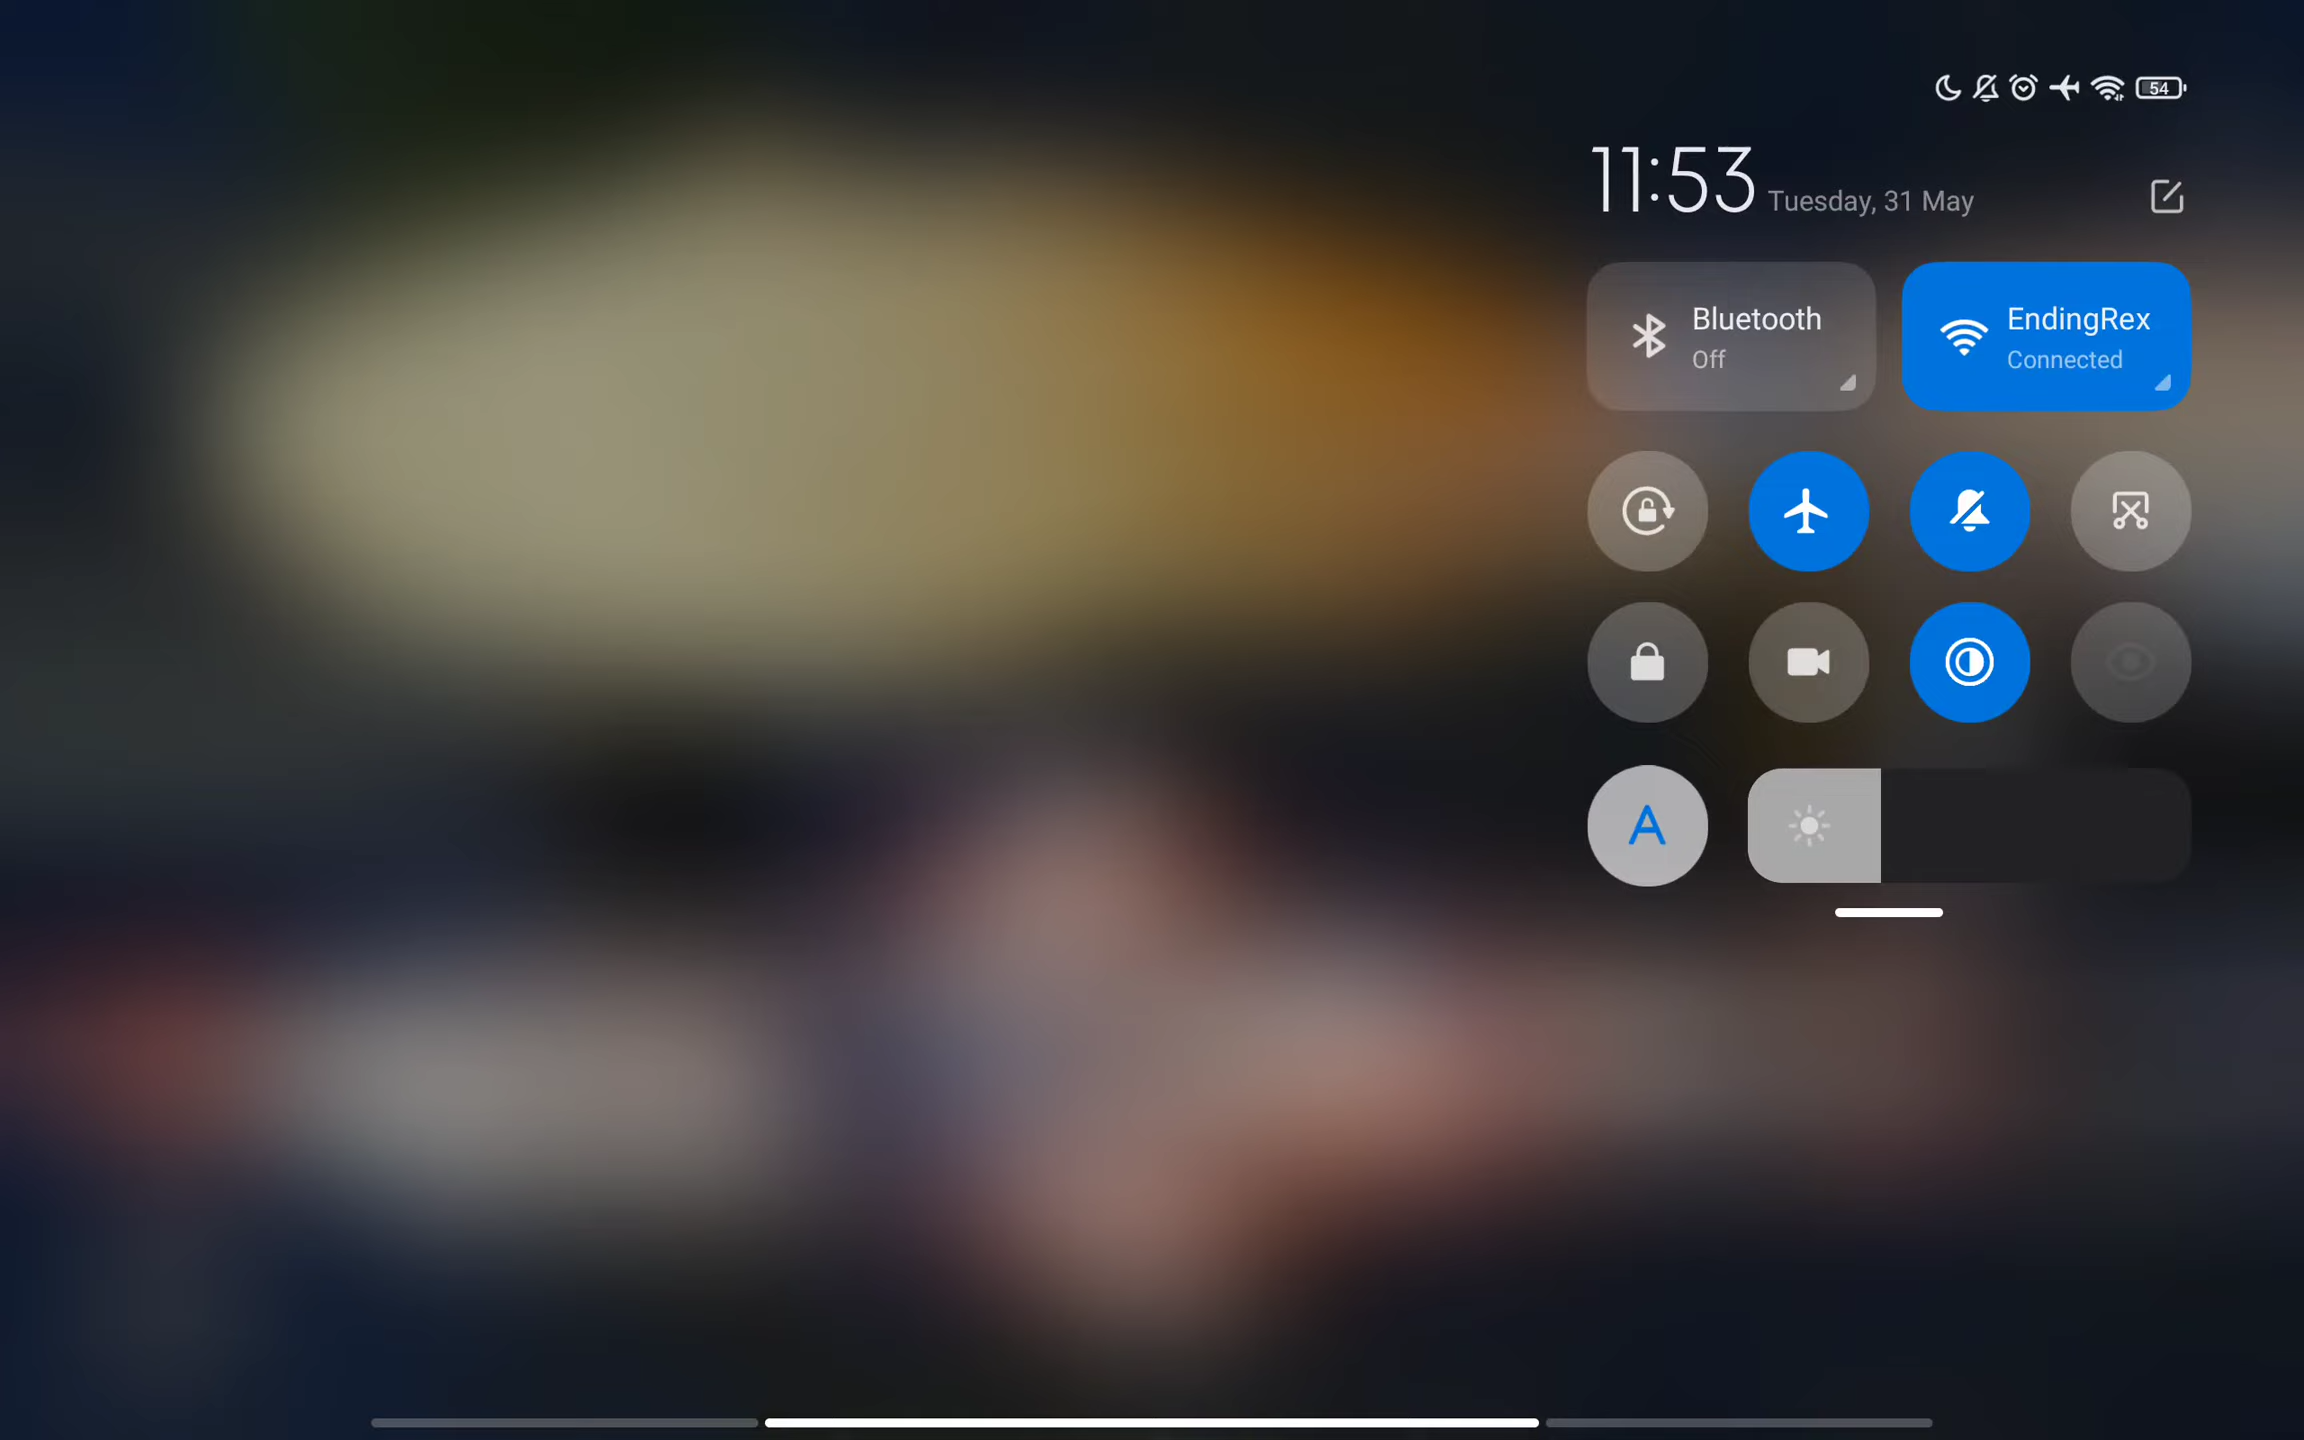 54
11:53 Tuesday, 31 May
Bluetooth
Off
EndingRex
Connected
A